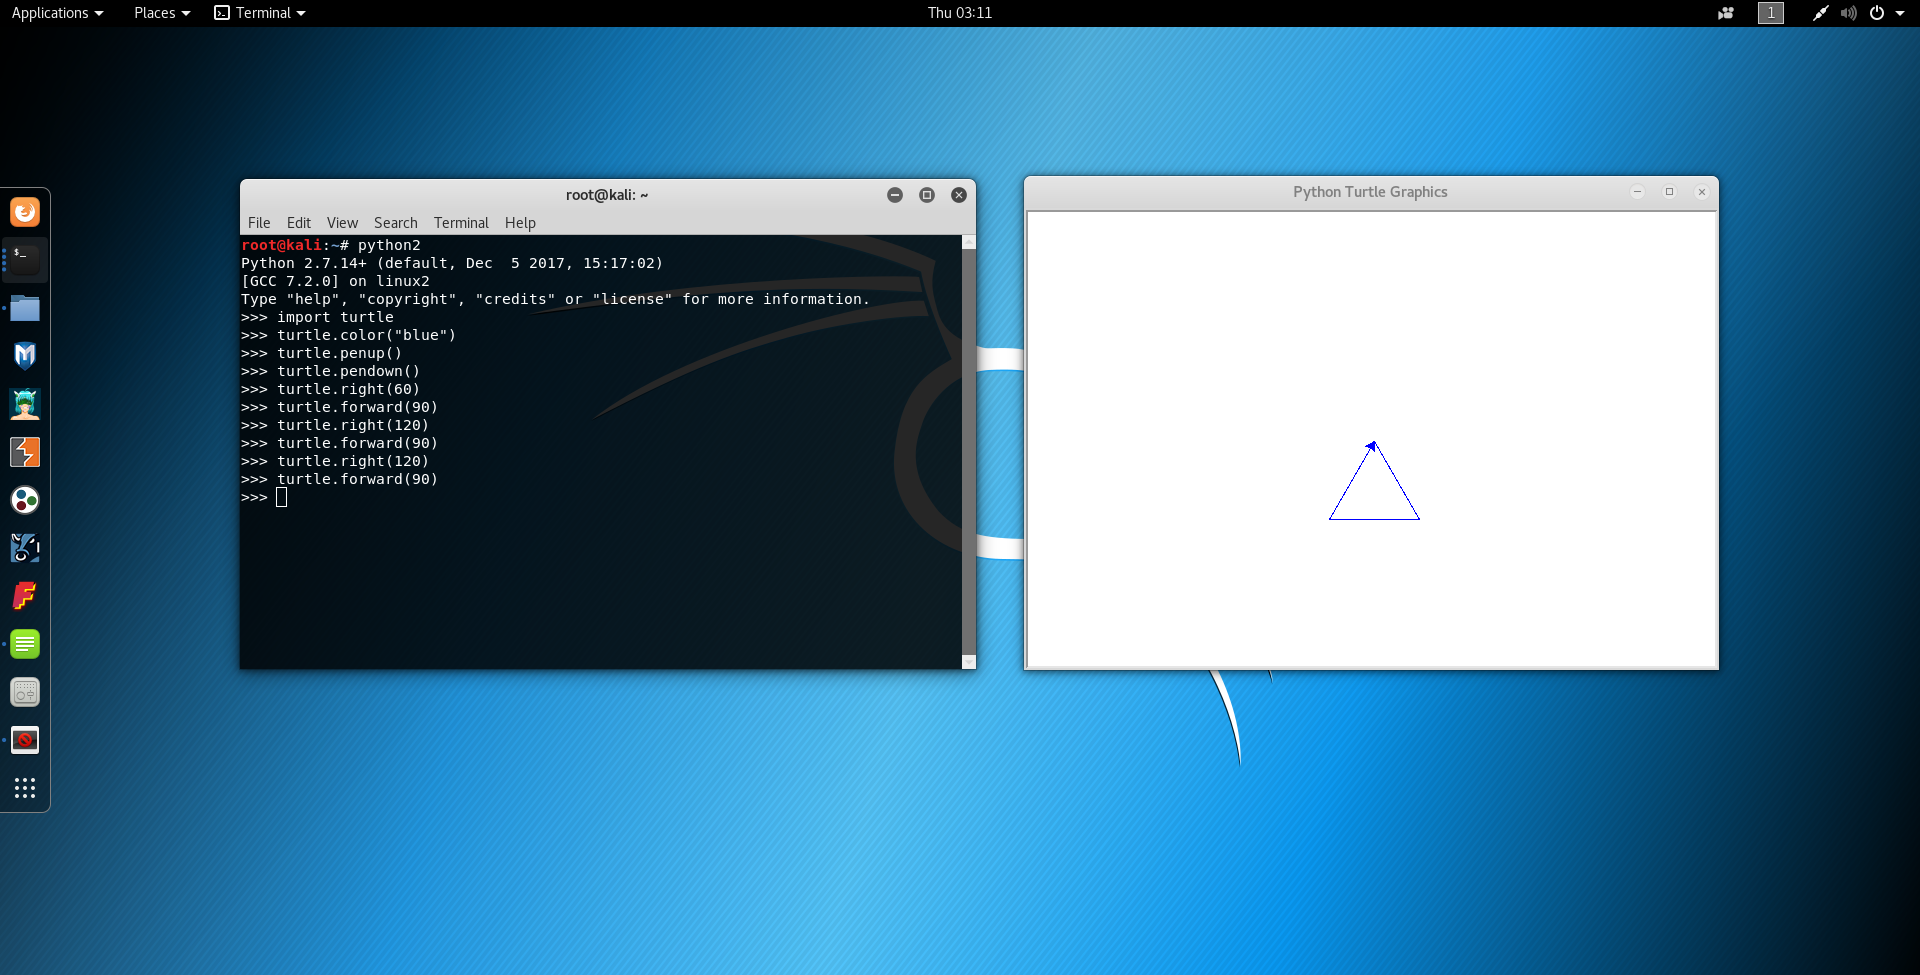 Applications Places Terminal Thu 03:11 1
root@kali: ~
File Edit View Search Terminal Help
root@kali:~# python2
Python 2.7.14+ (default, Dec  5 2017, 15:17:02)
[GCC 7.2.0] on linux2
Type "help", "copyright", "credits" or "license" for more information.
>>> import turtle
>>> turtle.color("blue")
>>> turtle.penup()
>>> turtle.pendown()
>>> turtle.right(60)
>>> turtle.forward(90)
>>> turtle.right(120)
>>> turtle.forward(90)
>>> turtle.right(120)
>>> turtle.forward(90)
>>>
Python Turtle Graphics